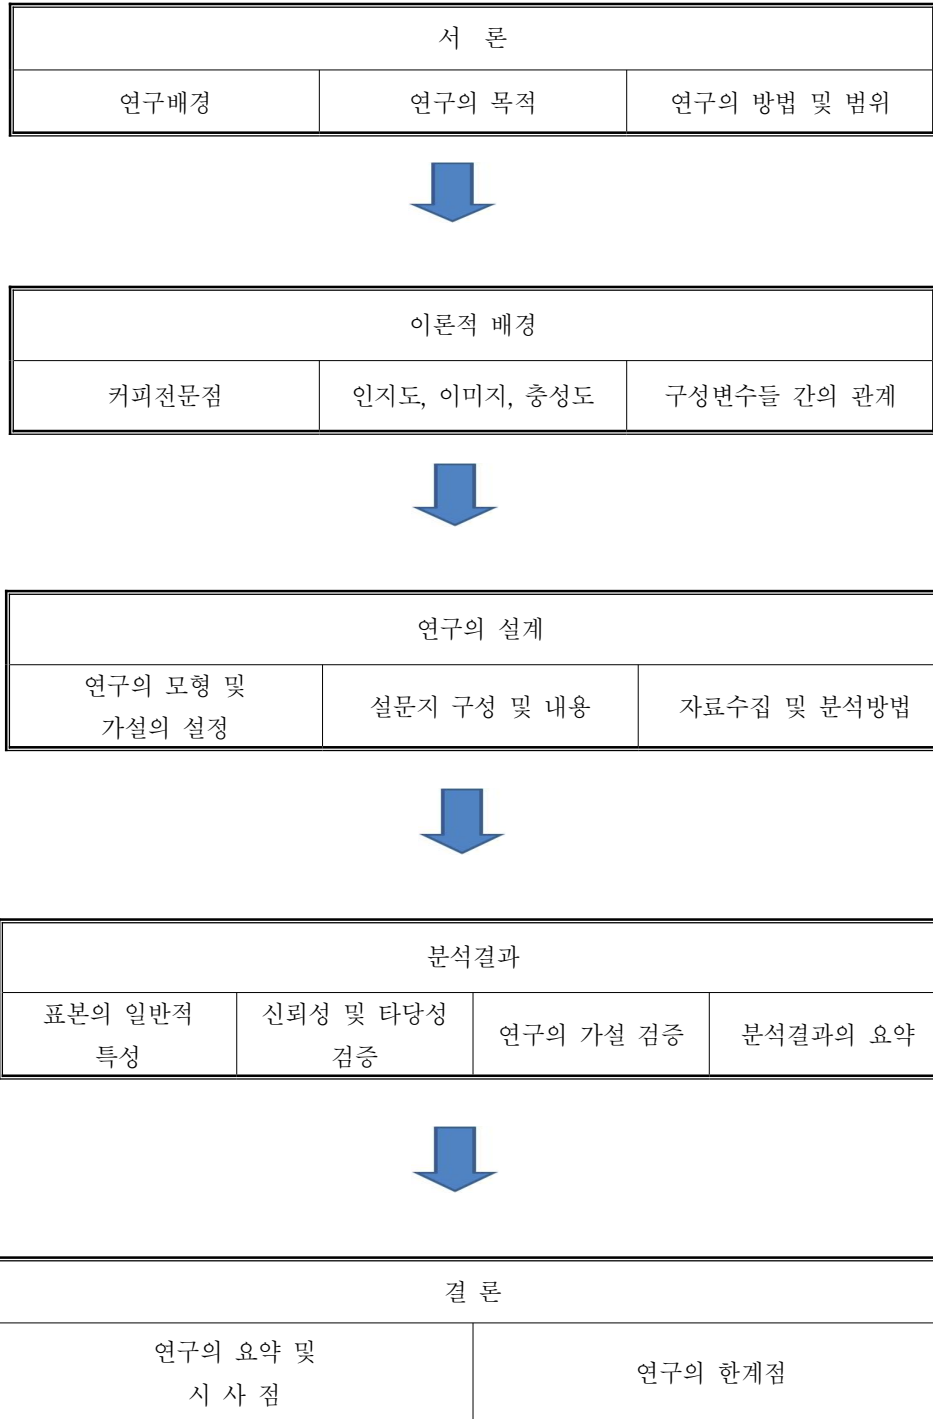 서 론
연구배경
연구의 목적
연구의 방법 및 범위
이론적 배경
커피전문점
인지도, 이미지, 충성도
구성변수들 간의 관계
연구의 설계
연구의 모형 및
가설의 설정
설문지 구성 및 내용
자료수집 및 분석방법
분석결과
표본의 일반적
특성
신뢰성 및 타당성
검증
연구의 가설 검증
분석결과의 요약
결 론
연구의 요약 및
시 사 점
연구의 한계점